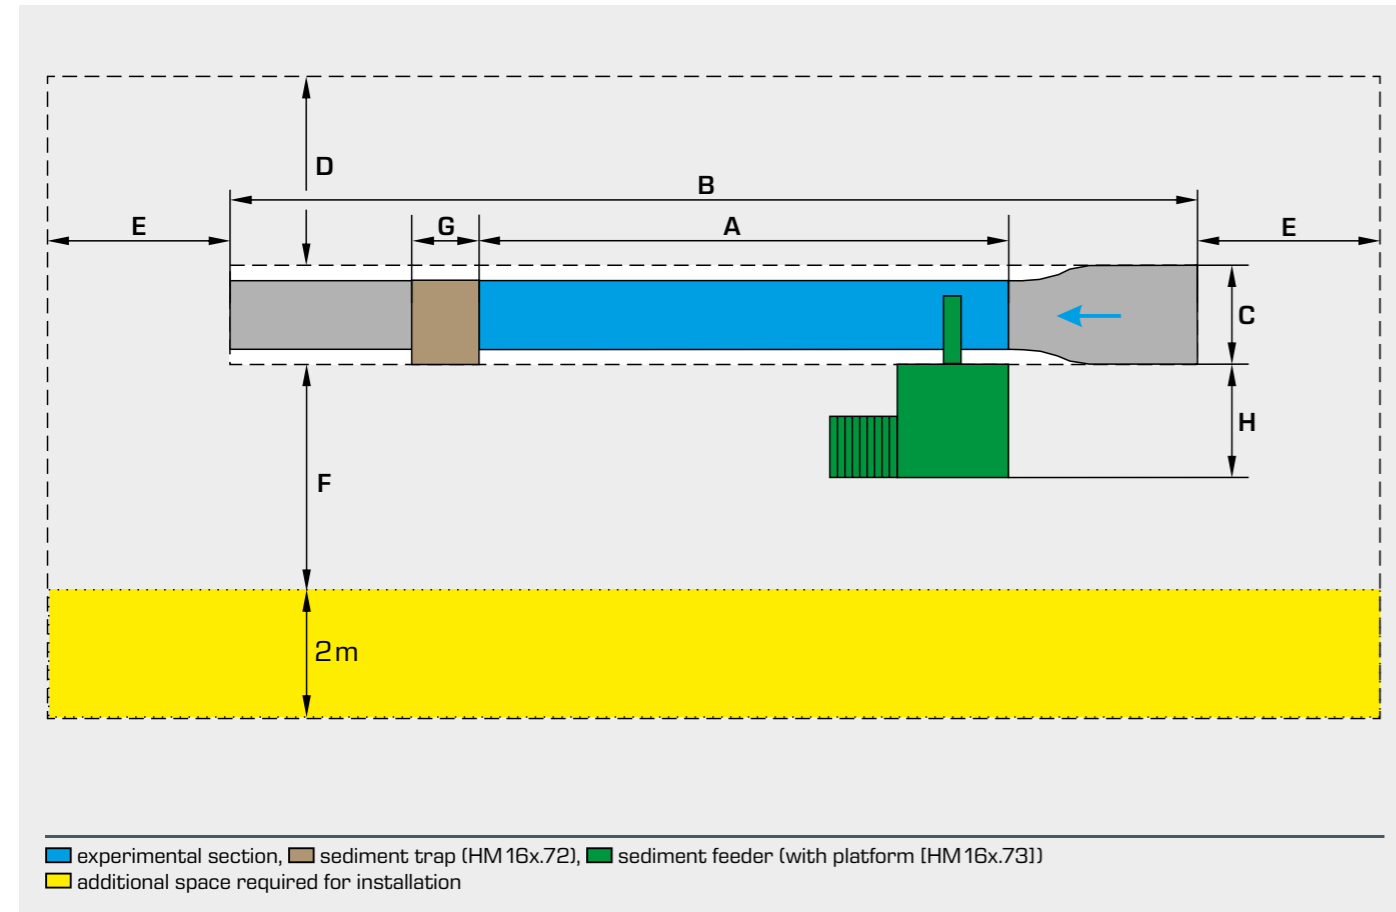 D
B
E
G
A
E
C
H
F
2 m
experimental section, sediment trap (HM 16x.72), sediment feeder (with platform [HM 16x.73])
additional space required for installation